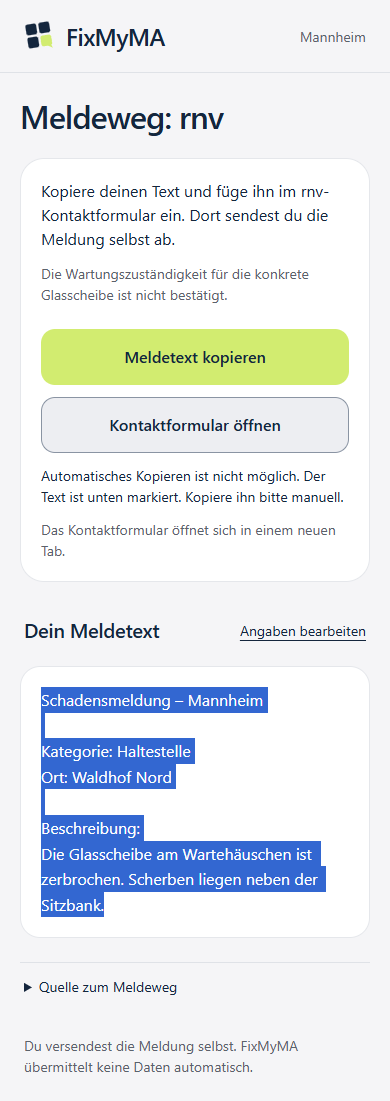 FixMyMA
Mannheim
Meldeweg: rnv
Kopiere deinen Text und füge ihn im rnv-
Kontaktformular ein. Dort sendest du die
Meldung selbst ab.
Die Wartungszuständigkeit für die konkrete
Glasscheibe ist nicht bestätigt.
Meldetext kopieren
Kontaktformular öffnen
Automatisches Kopieren ist nicht möglich. Der
Text ist unten markiert. Kopiere ihn bitte manuell.
Das Kontaktformular öffnet sich in einem neuen
Tab.
Dein Meldetext
Angaben bearbeiten
Schadensmeldung – Mannheim
Kategorie: Haltestelle
Ort: Waldhof Nord
Beschreibung:
Die Glasscheibe am Wartehäuschen ist
zerbrochen. Scherben liegen neben der
Sitzbank.
Quelle zum Meldeweg
Du versendest die Meldung selbst. FixMyMA
übermittelt keine Daten automatisch.